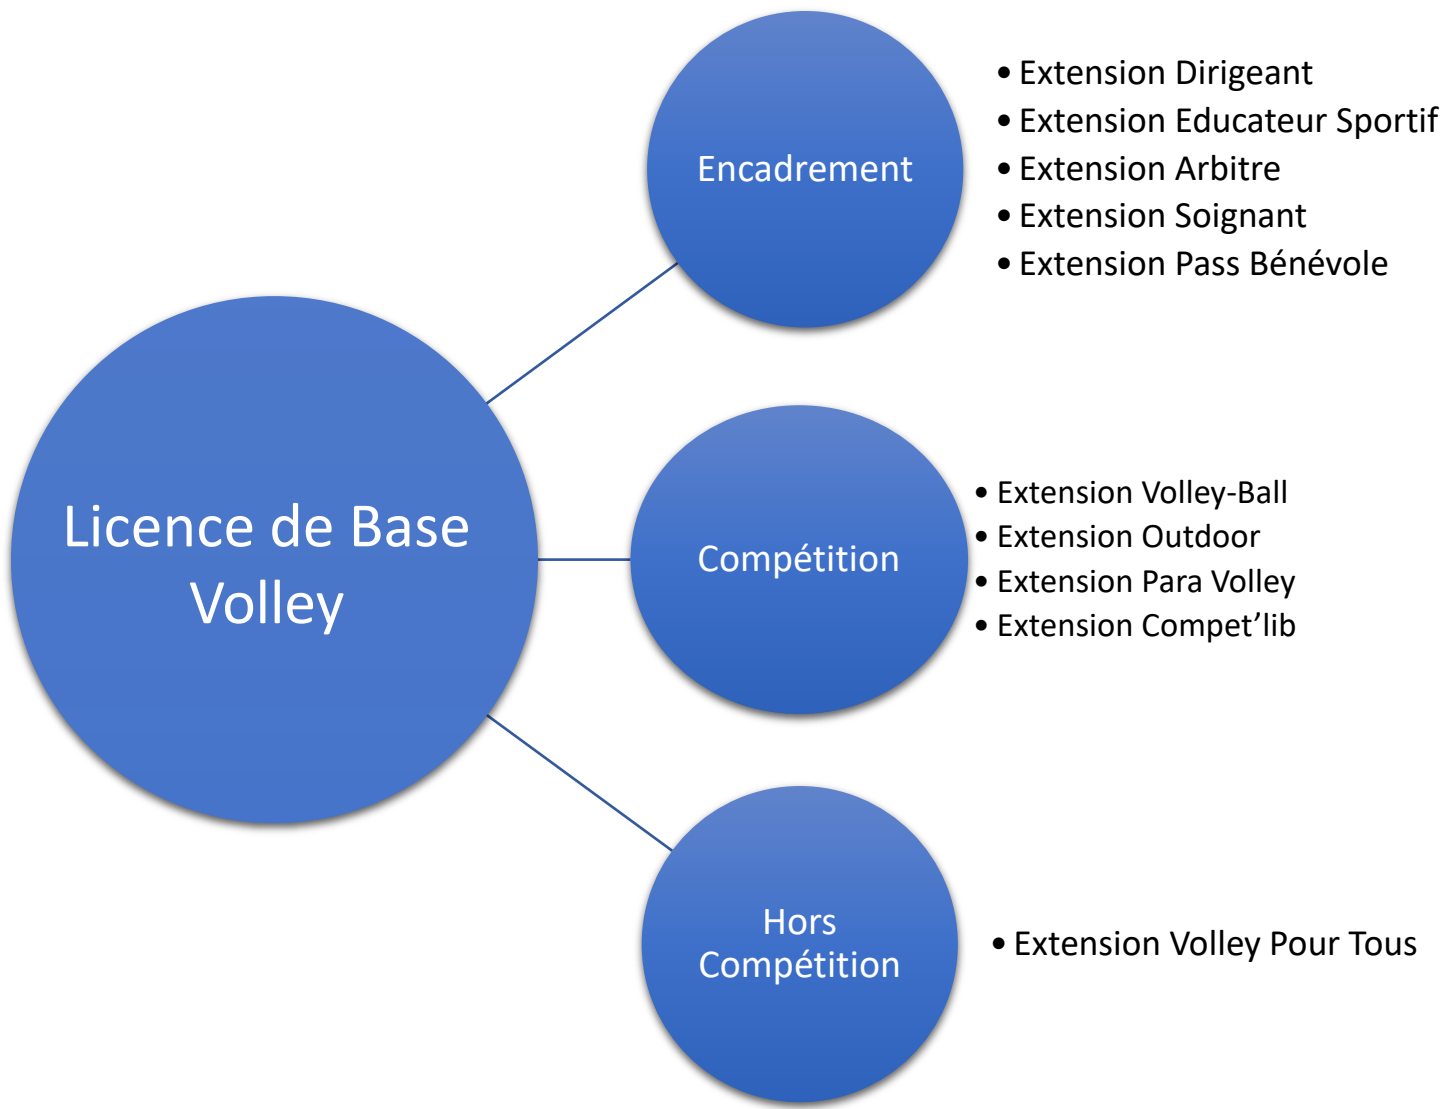 Licence de Base
Volley
Encadrement
• Extension Dirigeant
• Extension Educateur Sportif
• Extension Arbitre
• Extension Soignant
• Extension Pass Bénévole
Compétition
• Extension Volley-Ball
• Extension Outdoor
• Extension Para Volley
• Extension Compet’lib
Hors
Compétition
• Extension Volley Pour Tous